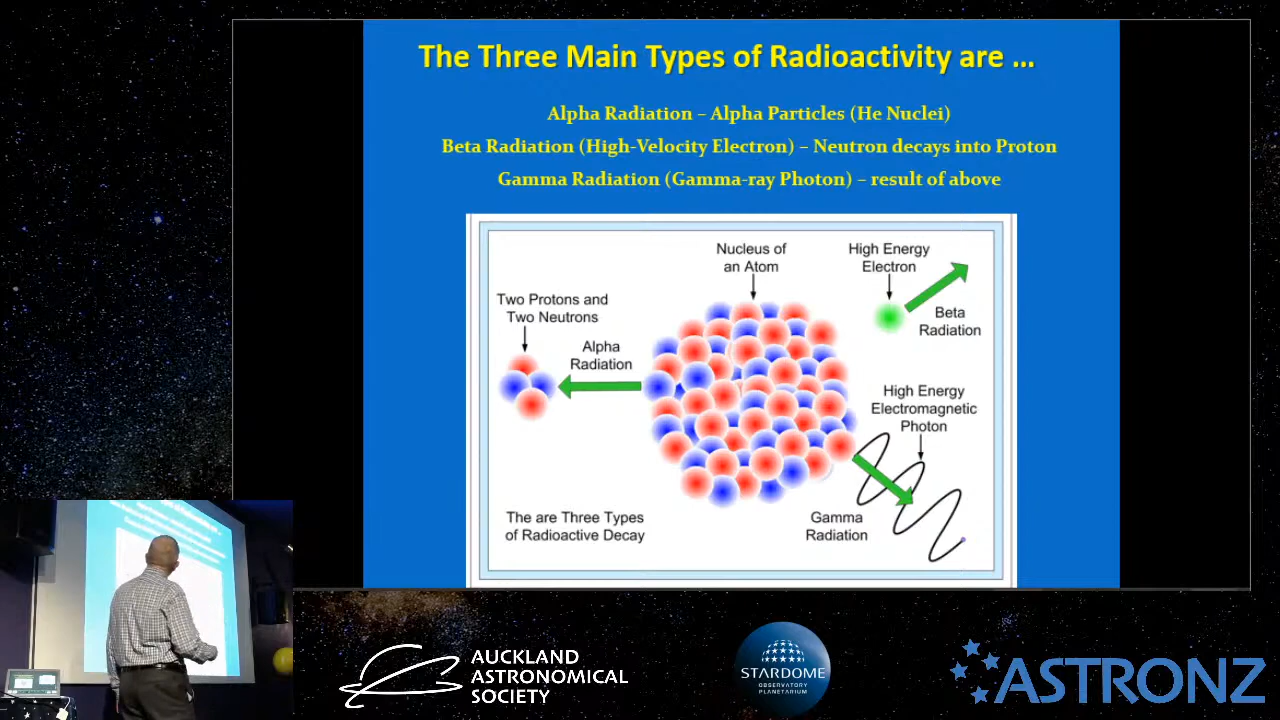 The Three Main Types of Radioactivity are ...
Alpha Radiation – Alpha Particles (He Nuclei)
Beta Radiation (High-Velocity Electron) – Neutron decays into Proton
Gamma Radiation (Gamma-ray Photon) – result of above
Nucleus of
an Atom
High Energy
Electron
Beta
Radiation
Two Protons and
Two Neutrons
Alpha
Radiation
High Energy
Electromagnetic
Photon
Gamma
Radiation
The are Three Types
of Radioactive Decay
AUCKLAND
ASTRONOMICAL
SOCIETY
STARDOME
OBSERVATORY
PLANETARIUM
ASTRONZ